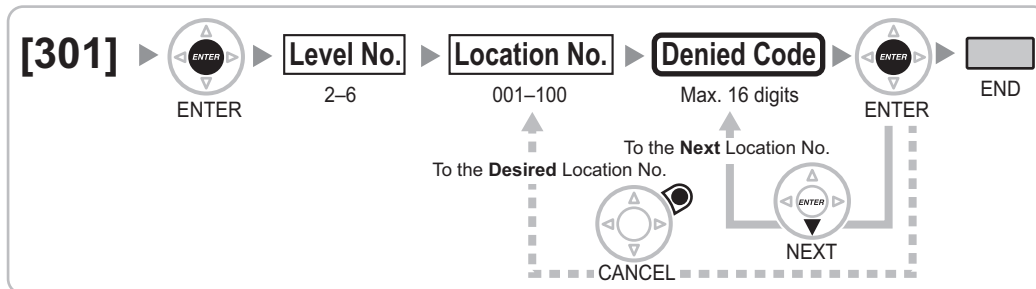 [301] ENTER Level No. Location No. Denied Code ENTER
ENTER 2–6 001–100 Max. 16 digits ENTER END
To the Next Location No.
To the Desired Location No.
ENTER
NEXT
CANCEL